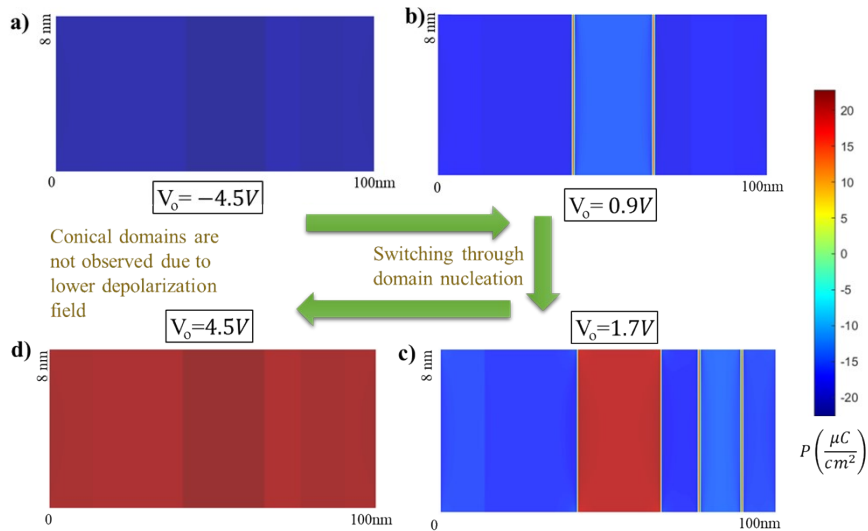 a)
8 nm
0
100nm
V₀= −4.5V
b)
8 nm
0
100nm
V₀= 0.9V
Conical domains are
not observed due to
lower depolarization
field
Switching through
domain nucleation
V₀=4.5V
V₀=1.7V
d)
8 nm
0
100nm
c)
8 nm
0
100nm
20
15
10
5
0
-5
-10
-15
-20
P(μC/cm²)